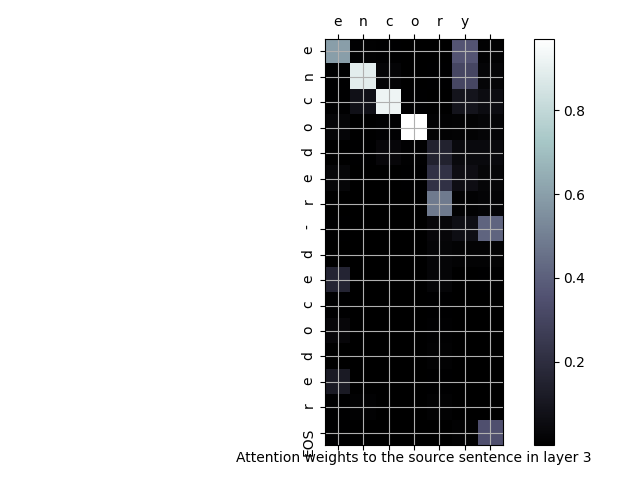 e n c o r y
e
n
c
o
d
e
r
-
d
e
c
o
d
e
r
EOS
0.8
0.6
0.4
0.2
Attention weights to the source sentence in layer 3